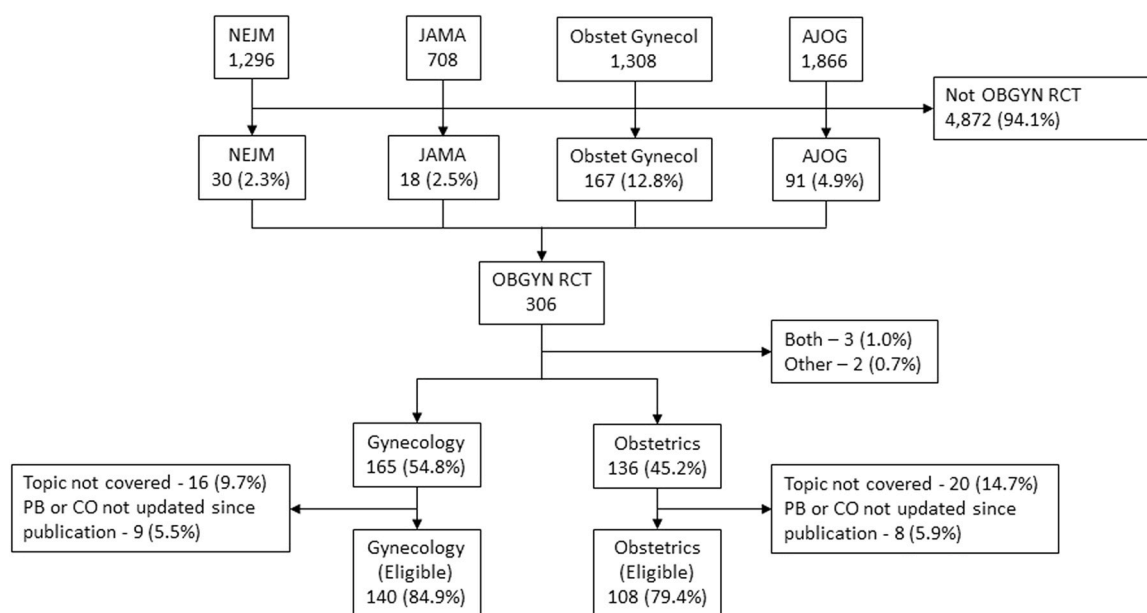 NEJM
1,296
JAMA
708
Obstet Gynecol
1,308
AJOG
1,866
Not OBGYN RCT
4,872 (94.1%)
NEJM
30 (2.3%)
JAMA
18 (2.5%)
Obstet Gynecol
167 (12.8%)
AJOG
91 (4.9%)
OBGYN RCT
306
Both – 3 (1.0%)
Other – 2 (0.7%)
Gynecology
165 (54.8%)
Obstetrics
136 (45.2%)
Topic not covered - 16 (9.7%)
PB or CO not updated since
publication - 9 (5.5%)
Topic not covered - 20 (14.7%)
PB or CO not updated since
publication - 8 (5.9%)
Gynecology
(Eligible)
140 (84.9%)
Obstetrics
(Eligible)
108 (79.4%)